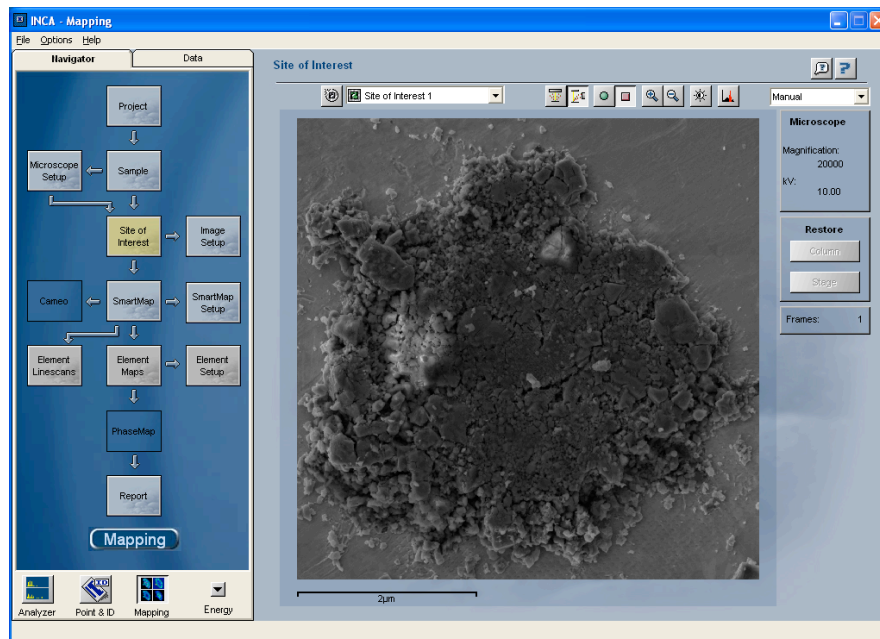 INCA - Mapping
File Options Help
Navigator Data
Project
Microscope Setup
Sample
Site of Interest
Image Setup
Cameo
SmartMap
SmartMap Setup
Element Linescans
Element Maps
Element Setup
PhaseMap
Report
Mapping
Analyzer Point & ID Mapping Energy
Site of Interest
Site of Interest 1
Manual
Microscope
Magnification:
20000
kV:
10.00
Restore
Column
Stage
Frames: 1
2µm